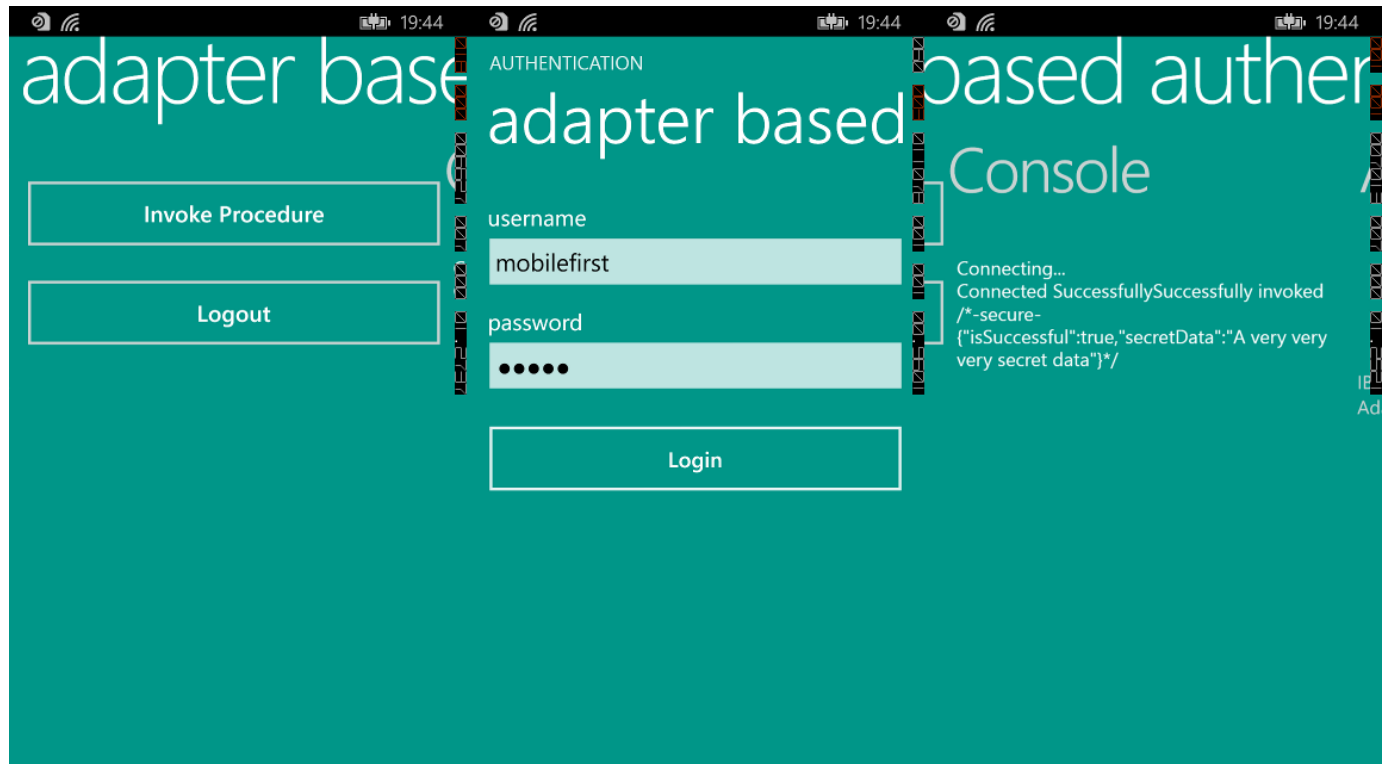 19:44
adapter base
Invoke Procedure
Logout
19:44
AUTHENTICATION
adapter based
username
mobilefirst
password
●●●●●
Login
19:44
based auther
Console
Connecting...
Connected SuccessfullySuccessfully invoked
/*-secure-
{"isSuccessful":true,"secretData":"A very very
very secret data"}*/
Ad